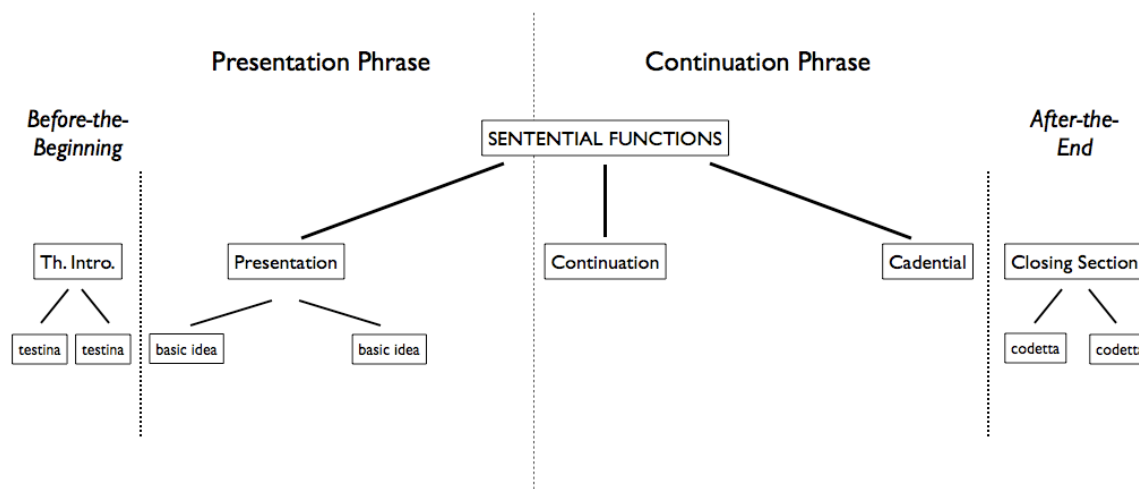 Presentation Phrase
Continuation Phrase
Before-the-
Beginning
After-the-
End
SENTENTIAL FUNCTIONS
Th. Intro.
Presentation
Continuation
Cadential
Closing Section
testina
testina
basic idea
basic idea
codetta
codetta